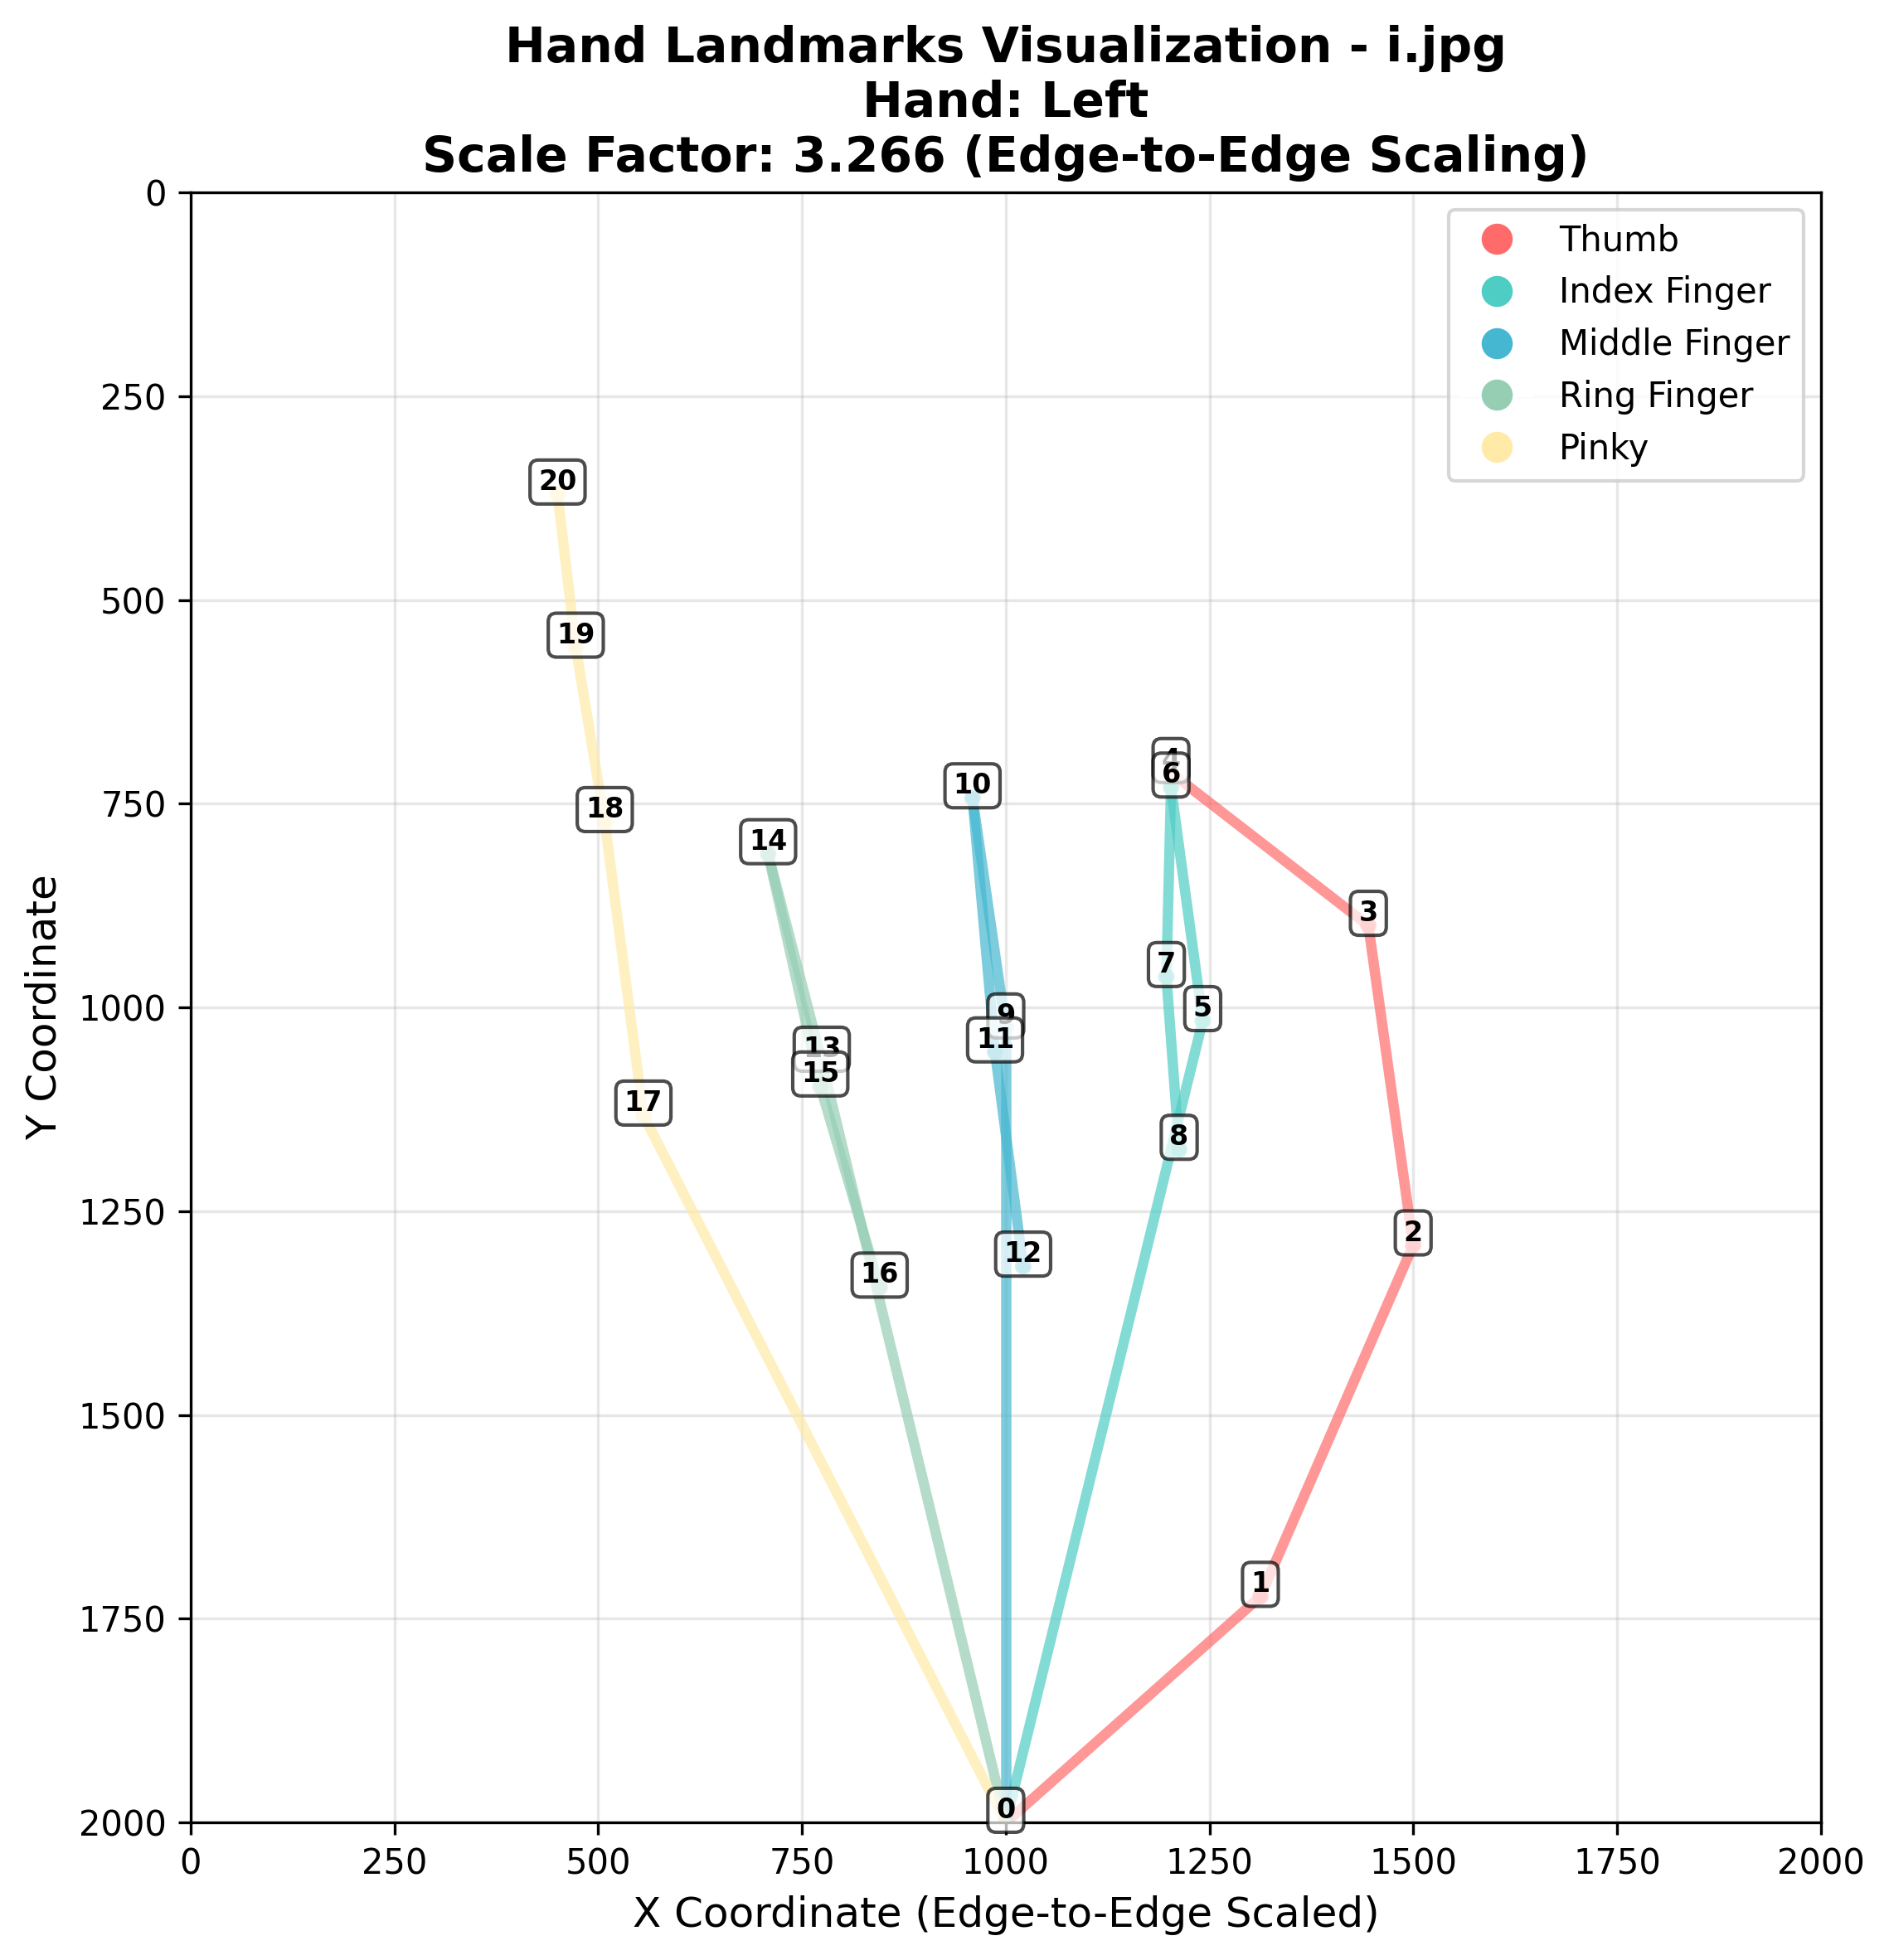 Hand Landmarks Visualization - i.jpg
Hand: Left
Scale Factor: 3.266 (Edge-to-Edge Scaling)
0
Thumb
Index Finger
250
Middle Finger
Ring Finger
Pinky
20
500
19
4
6
10
750
18
14
3
7
9
5
1000
11
13
15
17
8
1250
2
12
16
1500
1
1750
0
2000
0 250 500 750 1000 1250 1500 1750 2000
X Coordinate (Edge-to-Edge Scaled)
Y Coordinate